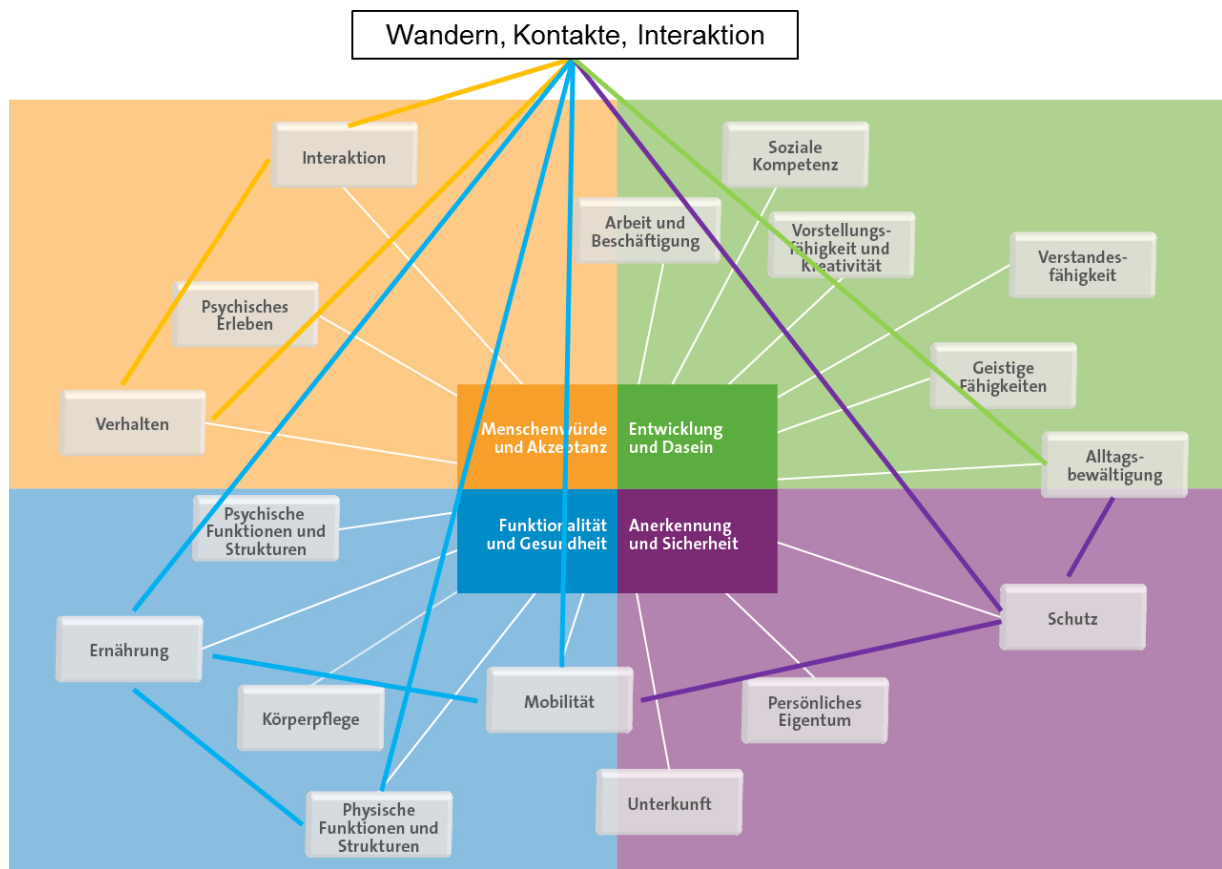 Wandern, Kontakte, Interaktion
Interaktion
Soziale
Kompetenz
Arbeit und
Beschäftigung
Vorstellungs-
fähigkeit und
Kreativität
Verstandes-
fähigkeit
Psychisches
Erleben
Geistige
Fähigkeiten
Verhalten
Menschenwürde
und Akzeptanz
Entwicklung
und Dasein
Alltags-
bewältigung
Psychische
Funktionen und
Strukturen
Funktionalität
und Gesundheit
Anerkennung
und Sicherheit
Schutz
Ernährung
Körperpflege
Mobilität
Persönliches
Eigentum
Physische
Funktionen und
Strukturen
Unterkunft